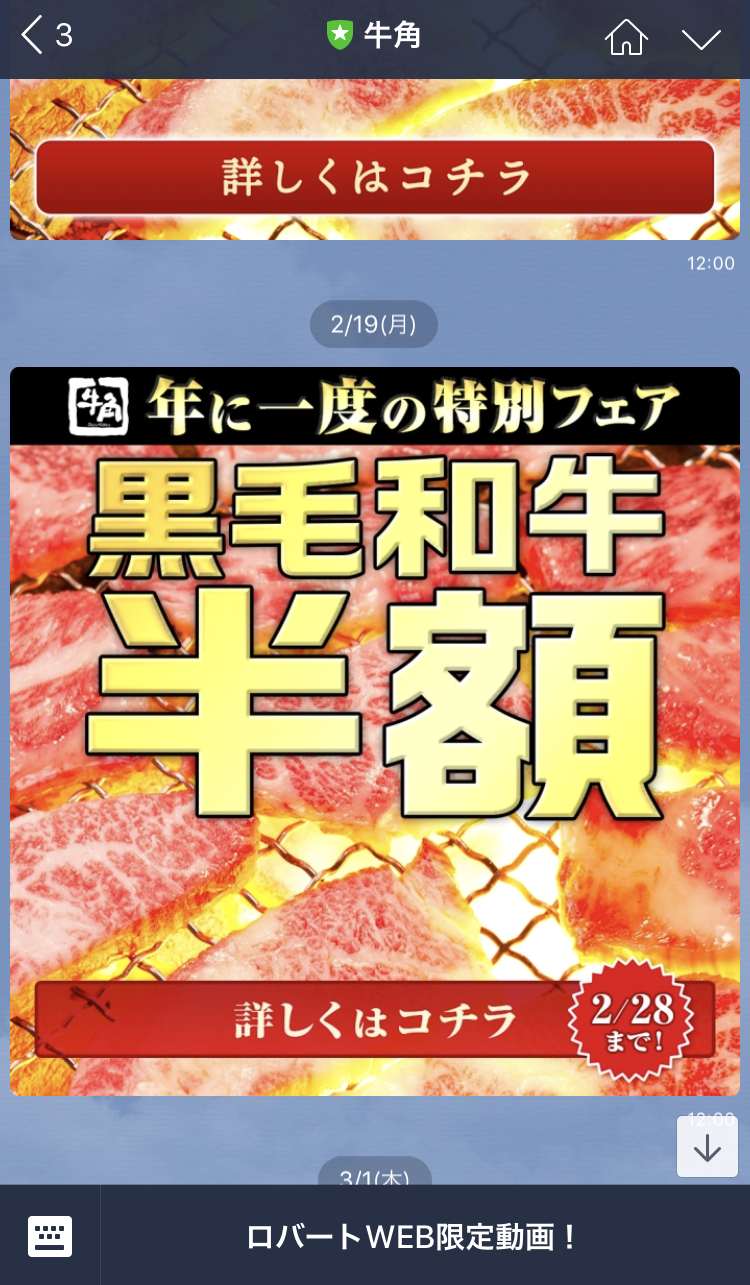 3
牛角
詳しくはコチラ
12:00
2/19(月)
牛角
年に一度の特別フェア
黒毛和牛
半額
詳しくはコチラ
2/28
まで!
12:00
3/1(木)
ロバートWEB限定動画!